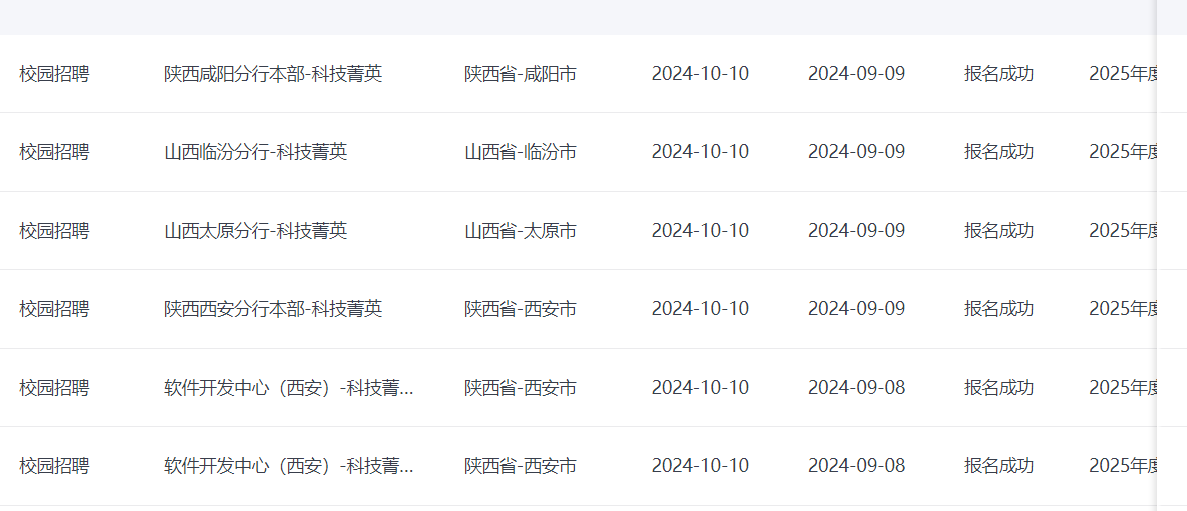 校园招聘 陕西咸阳分行本部-科技菁英 陕西省-咸阳市 2024-10-10 2024-09-09 报名成功 2025年度
校园招聘 山西临汾分行-科技菁英 山西省-临汾市 2024-10-10 2024-09-09 报名成功 2025年度
校园招聘 山西太原分行-科技菁英 山西省-太原市 2024-10-10 2024-09-09 报名成功 2025年度
校园招聘 陕西西安分行本部-科技菁英 陕西省-西安市 2024-10-10 2024-09-09 报名成功 2025年度
校园招聘 软件开发中心（西安）-科技菁... 陕西省-西安市 2024-10-10 2024-09-08 报名成功 2025年度
校园招聘 软件开发中心（西安）-科技菁... 陕西省-西安市 2024-10-10 2024-09-08 报名成功 2025年度